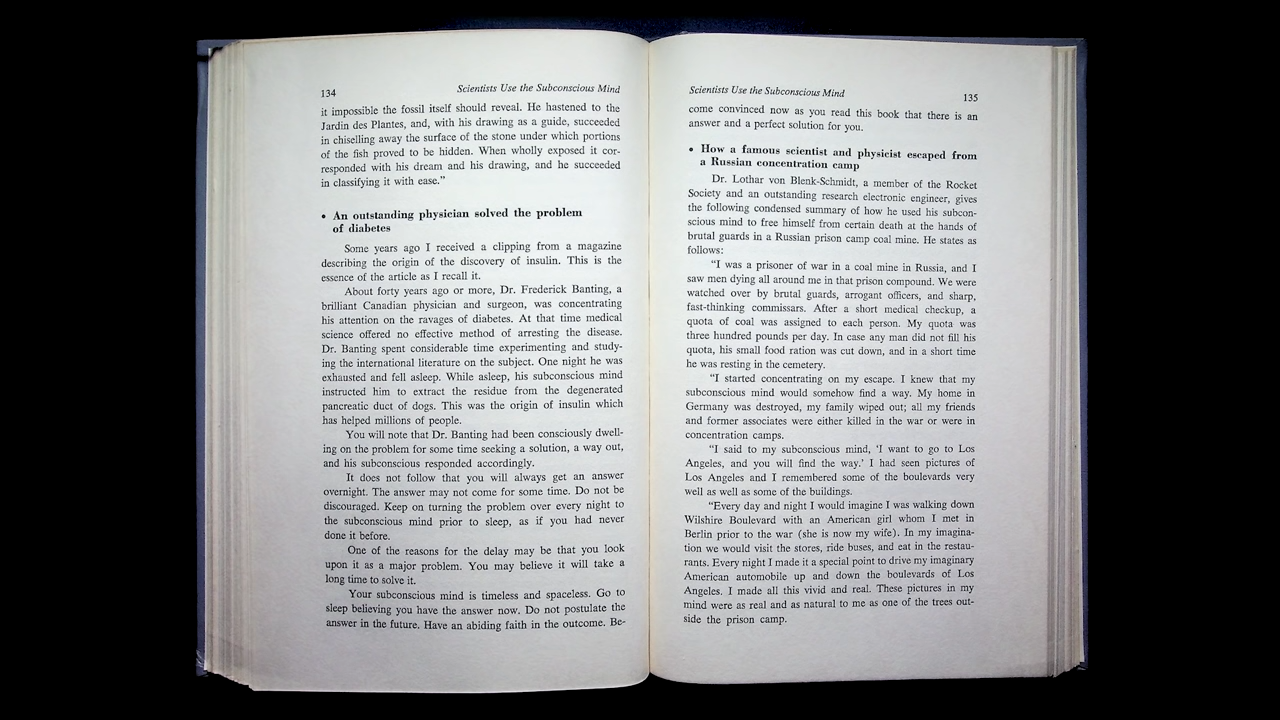 134
Scientists Use the Subconscious Mind
it impossible the fossil itself should reveal. He hastened to the
Jardin des Plantes, and, with his drawing as a guide, succeeded
in chiselling away the surface of the stone under which portions
of the fish proved to be hidden. When wholly exposed it cor-
responded with his dream and his drawing, and he succeeded
in classifying it with ease.”
• An outstanding physician solved the problem
of diabetes
Some years ago I received a clipping from a magazine
describing the origin of the discovery of insulin. This is the
essence of the article as I recall it.
About forty years ago or more, Dr. Frederick Banting, a
brilliant Canadian physician and surgeon, was concentrating
his attention on the ravages of diabetes. At that time medical
science offered no effective method of arresting the disease.
Dr. Banting spent considerable time experimenting and study-
ing the international literature on the subject. One night he was
exhausted and fell asleep. While asleep, his subconscious mind
instructed him to extract the residue from the degenerated
pancreatic duct of dogs. This was the origin of insulin which
has helped millions of people.
You will note that Dr. Banting had been consciously dwell-
ing on the problem for some time seeking a solution, a way out,
and his subconscious responded accordingly.
It does not follow that you will always get an answer
overnight. The answer may not come for some time. Do not be
discouraged. Keep on turning the problem over every night to
the subconscious mind prior to sleep, as if you had never
done it before.
One of the reasons for the delay may be that you look
upon it as a major problem. You may believe it will take a
long time to solve it.
Your subconscious mind is timeless and spaceless. Go to
sleep believing you have the answer now. Do not postulate the
answer in the future. Have an abiding faith in the outcome. Be-
Scientists Use the Subconscious Mind
135
come convinced now as you read this book that there is an
answer and a perfect solution for you.
• How a famous scientist and physicist escaped from
a Russian concentration camp
Dr. Lothar von Blenk-Schmidt, a member of the Rocket
Society and an outstanding research electronic engineer, gives
the following condensed summary of how he used his subcon-
scious mind to free himself from certain death at the hands of
brutal guards in a Russian prison camp coal mine. He states as
follows:
“I was a prisoner of war in a coal mine in Russia, and I
saw men dying all around me in that prison compound. We were
watched over by brutal guards, arrogant officers, and sharp,
fast-thinking commissars. After a short medical checkup, a
quota of coal was assigned to each person. My quota was
three hundred pounds per day. In case any man did not fill his
quota, his small food ration was cut down, and in a short time
he was resting in the cemetery.
“I started concentrating on my escape. I knew that my
subconscious mind would somehow find a way. My home in
Germany was destroyed, my family wiped out; all my friends
and former associates were either killed in the war or were in
concentration camps.
“I said to my subconscious mind, ‘I want to go to Los
Angeles, and you will find the way.’ I had seen pictures of
Los Angeles and I remembered some of the boulevards very
well as well as some of the buildings.
“Every day and night I would imagine I was walking down
Wilshire Boulevard with an American girl whom I met in
Berlin prior to the war (she is now my wife). In my imagina-
tion we would visit the stores, ride buses, and eat in the restau-
rants. Every night I made it a special point to drive my imaginary
American automobile up and down the boulevards of Los
Angeles. I made all this vivid and real. These pictures in my
mind were as real and as natural to me as one of the trees out-
side the prison camp.